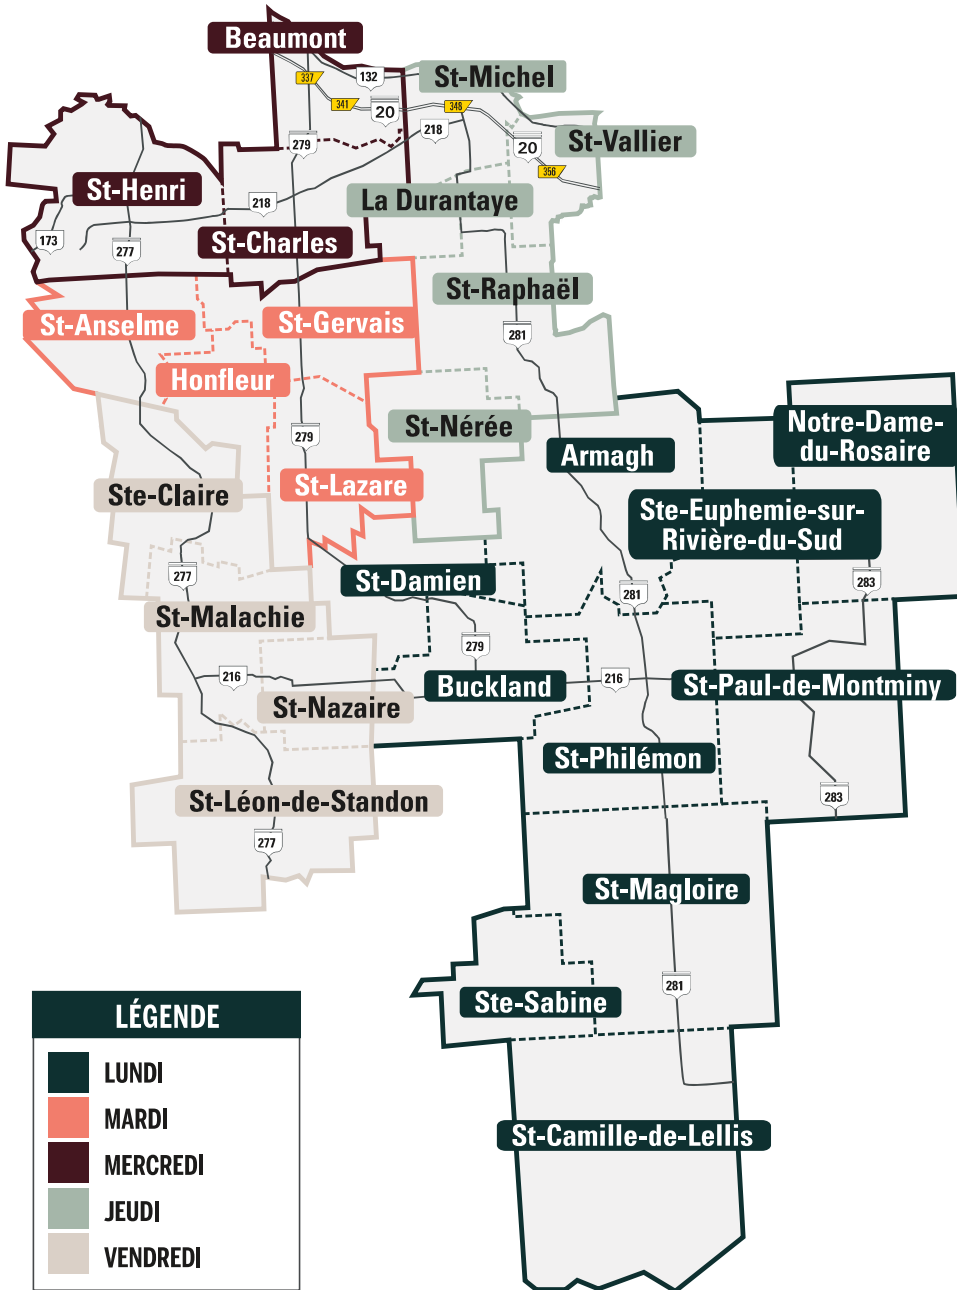 Beaumont
337
132
St-Michel
341
20
348
218
279
St-Vallier
20
356
St-Henri
La Durantaye
218
173
277
St-Charles
St-Raphaël
St-Anselme
St-Gervais
281
Honfleur
St-Nérée
Notre-Dame-
du-Rosaire
279
Armagh
St-Lazare
Ste-Claire
Ste-Euphemie-sur-
Rivière-du-Sud
277
St-Damien
281
283
St-Malachie
279
216
Buckland
216
St-Paul-de-Montminy
St-Nazaire
St-Philémon
St-Léon-de-Standon
283
277
St-Magloire
281
Ste-Sabine
LÉGENDE
LUNDI
MARDI
MERCREDI
JEUDI
VENDREDI
St-Camille-de-Lellis